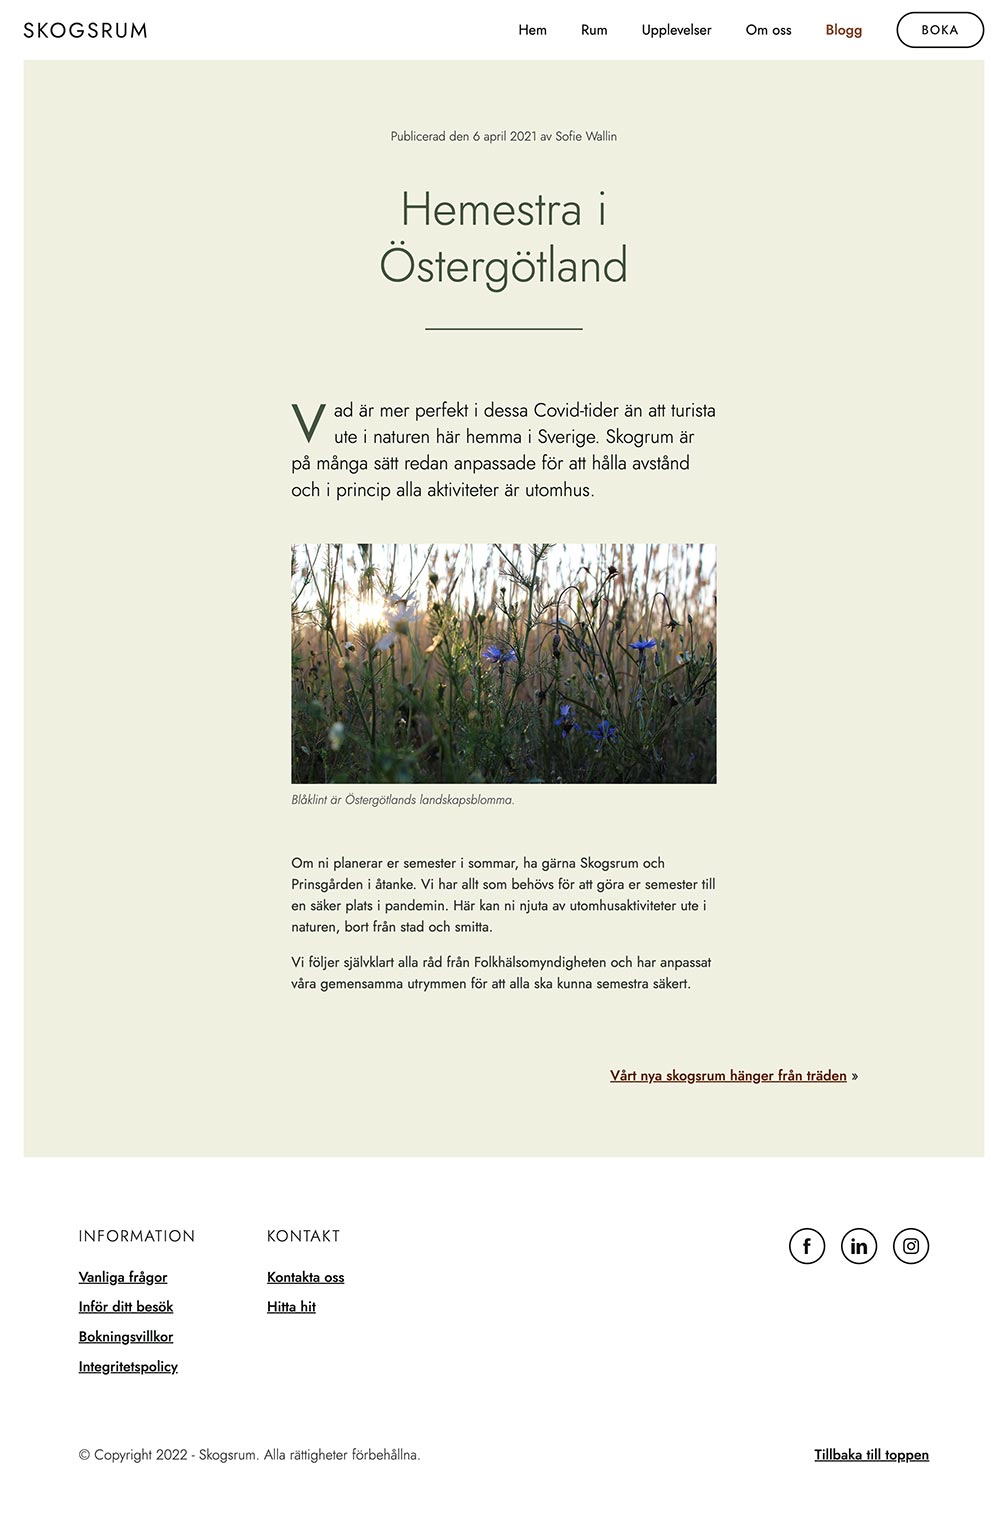 SKOGSRUM
Hem Rum Upplevelser Om oss Blogg BOKA
Publicerad den 6 april 2021 av Sofie Wallin
Hemestra i
Östergötland
Vad är mer perfekt i dessa Covid-tider än att turista
ute i naturen här hemma i Sverige. Skogrum är
på många sätt redan anpassade för att hålla avstånd
och i princip alla aktiviteter är utomhus.
Blåklint är Östergötlands landskapsblomma.
Om ni planerar er semester i sommar, ha gärna Skogsrum och
Prinsgården i åtanke. Vi har allt som behövs för att göra er semester till
en säker plats i pandemin. Här kan ni njuta av utomhusaktiviteter ute i
naturen, bort från stad och smitta.
Vi följer självklart alla råd från Folkhälsomyndigheten och har anpassat
våra gemensamma utrymmen för att alla ska kunna semestra säkert.
Vårt nya skogsrum hänger från träden »
INFORMATION
Vanliga frågor
Inför ditt besök
Bokningsvillkor
Integritetspolicy
KONTAKT
Kontakta oss
Hitta hit
f in
© Copyright 2022 - Skogsrum. Alla rättigheter förbehållna.
Tillbaka till toppen